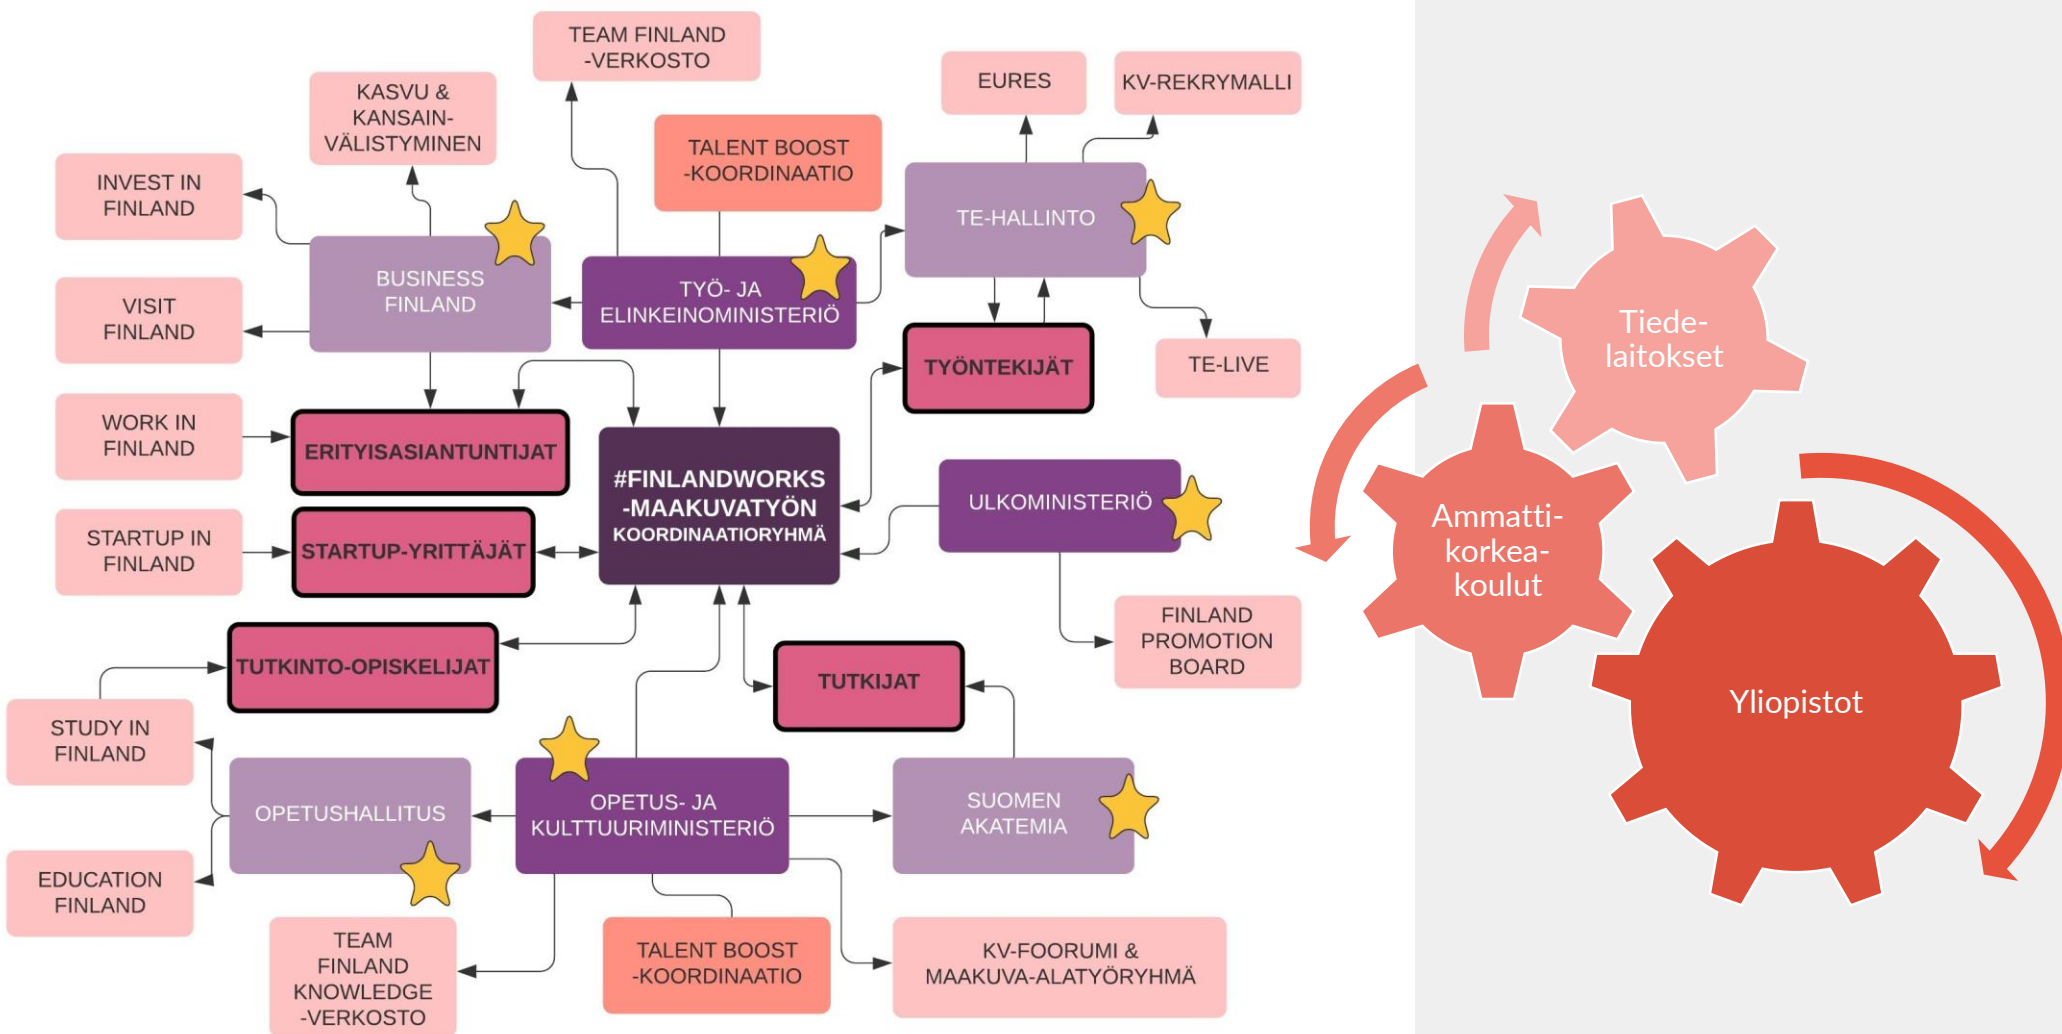 TEAM FINLAND
-VERKOSTO
KASVU &
KANSAIN-
VÄLISTYMINEN
EURES
KV-REKRYMALLI
TALENT BOOST
-KOORDINAATIO
INVEST IN
FINLAND
TE-HALLINTO
BUSINESS
FINLAND
TYÖ- JA
ELINKEINOMINISTERIÖ
VISIT
FINLAND
TYÖNTEKIJÄT
TE-LIVE
WORK IN
FINLAND
ERITYISASIANTUNTIJAT
#FINLANDWORKS
-MAAKUVATYÖN
KOORDINAATIORYHMÄ
ULKOMINISTERIÖ
STARTUP IN
FINLAND
STARTUP-YRITTÄJÄT
FINLAND
PROMOTION
BOARD
TUTKINTO-OPISKELIJAT
TUTKIJAT
STUDY IN
FINLAND
OPETUSHALLITUS
OPETUS- JA
KULTTUURIMINISTERIÖ
SUOMEN
AKATEMIA
EDUCATION
FINLAND
TEAM
FINLAND
KNOWLEDGE
-VERKOSTO
TALENT BOOST
-KOORDINAATIO
KV-FOORUMI &
MAAKUVA-ALATYÖRYHMÄ
Tiede-
laitokset
Ammatti-
korkea-
koulut
Yliopistot